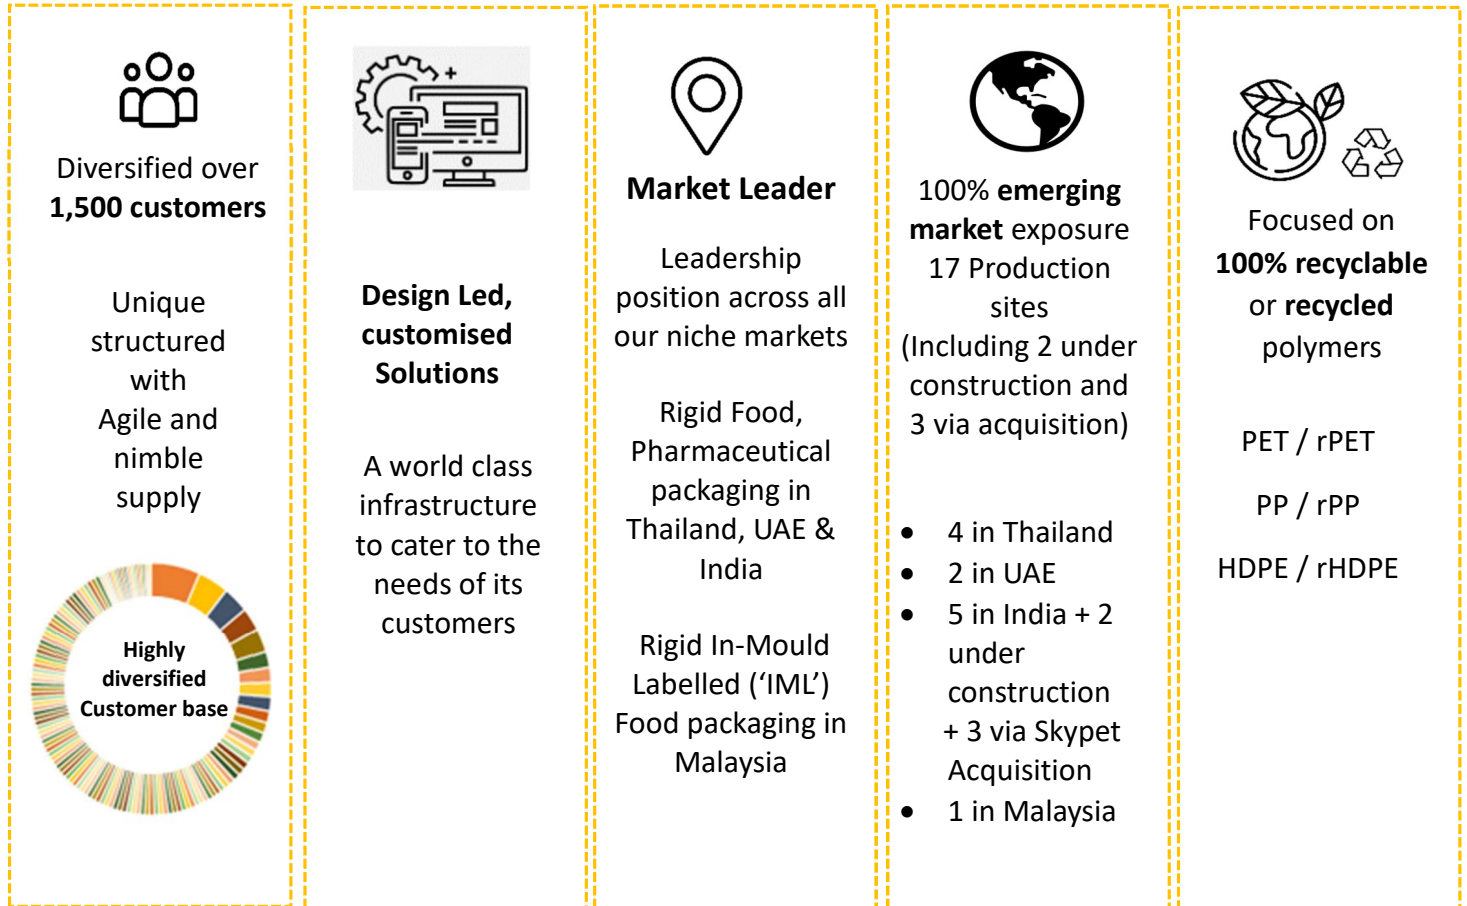 Diversified over
1,500 customers
Unique
structured
with
Agile and
nimble
supply
Highly
diversified
Customer base
Design Led,
customised
Solutions
A world class
infrastructure
to cater to the
needs of its
customers
Market Leader
Leadership
position across all
our niche markets
Rigid Food,
Pharmaceutical
packaging in
Thailand, UAE &
India
Rigid In-Mould
Labelled (‘IML’)
Food packaging in
Malaysia
100% emerging
market exposure
17 Production
sites
(Including 2 under
construction and
3 via acquisition)
• 4 in Thailand
• 2 in UAE
• 5 in India + 2
under
construction
+ 3 via Skypet
Acquisition
• 1 in Malaysia
Focused on
100% recyclable
or recycled
polymers
PET / rPET
PP / rPP
HDPE / rHDPE